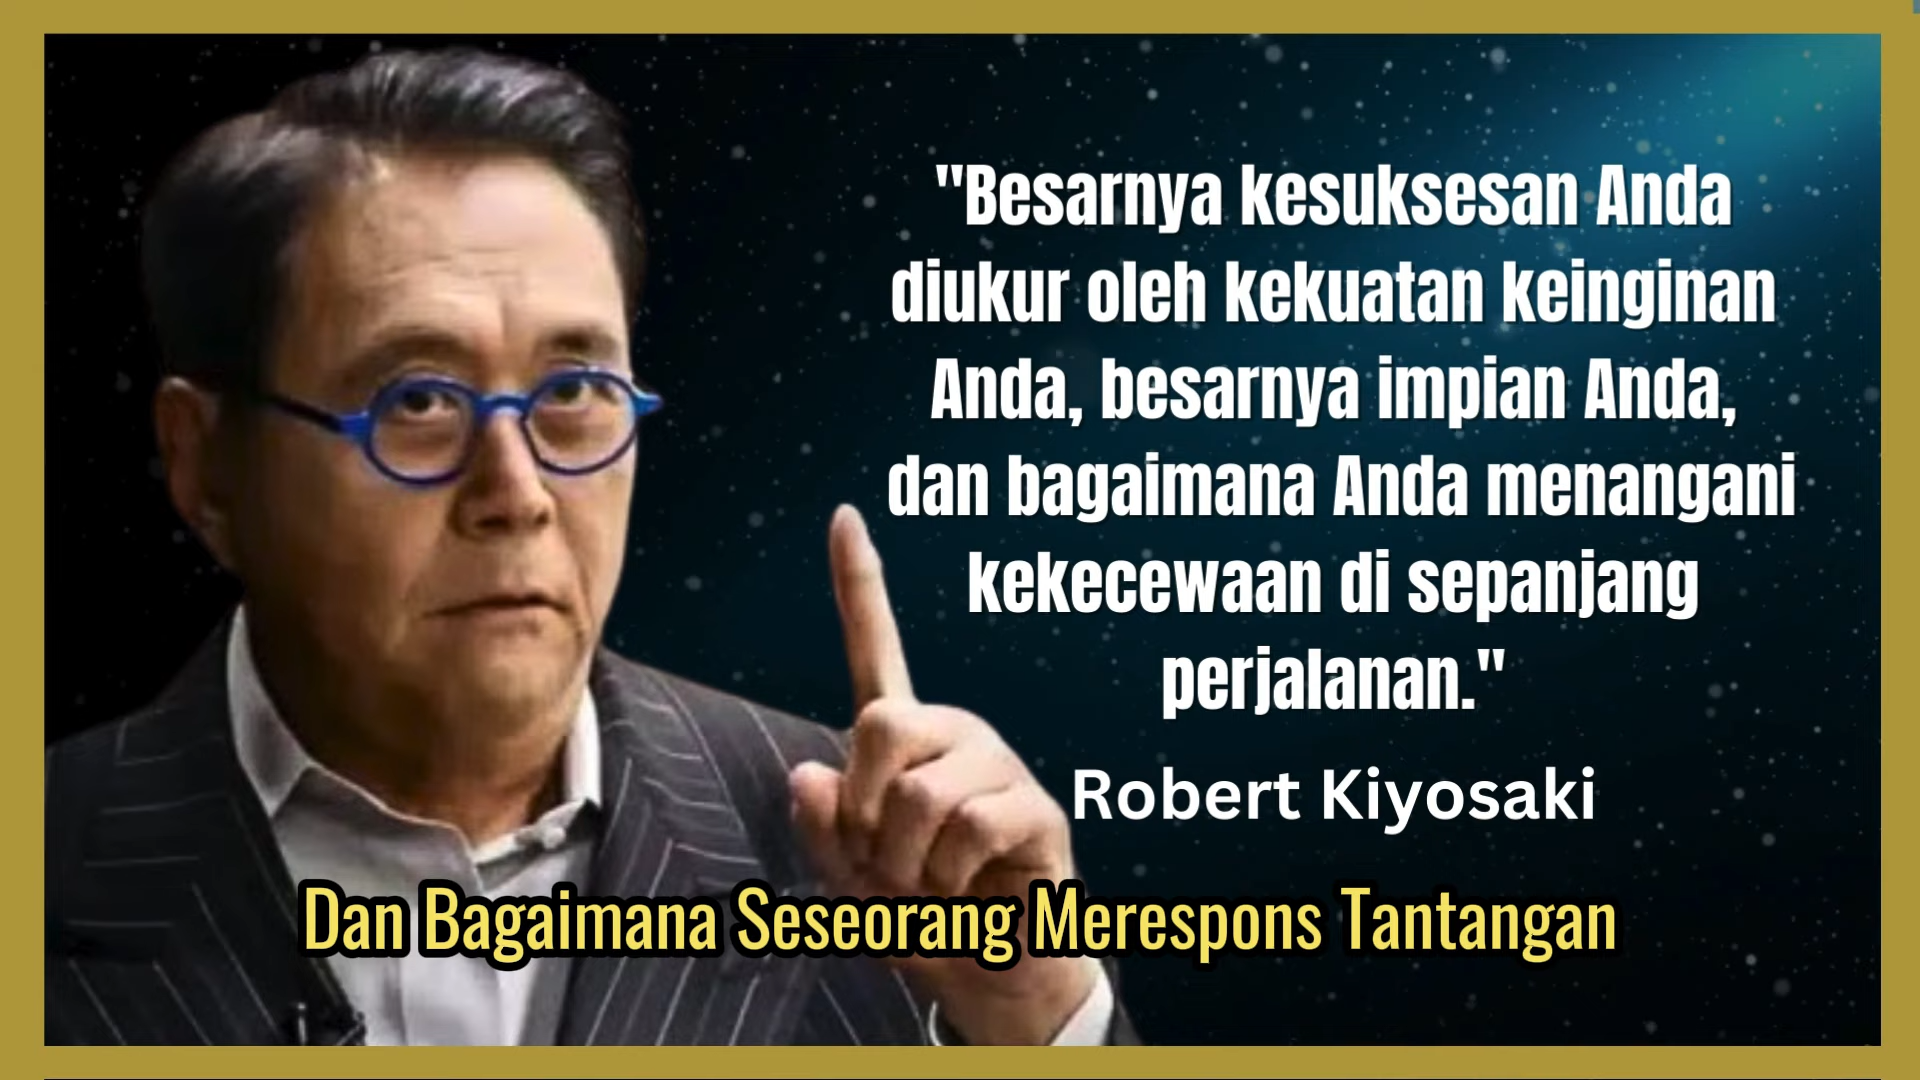 "Besarnya kesuksesan Anda
diukur oleh kekuatan keinginan
Anda, besarnya impian Anda,
dan bagaimana Anda menangani
kekecewaan di sepanjang
perjalanan."
Robert Kiyosaki
Dan Bagaimana Seseorang Merespons Tantangan